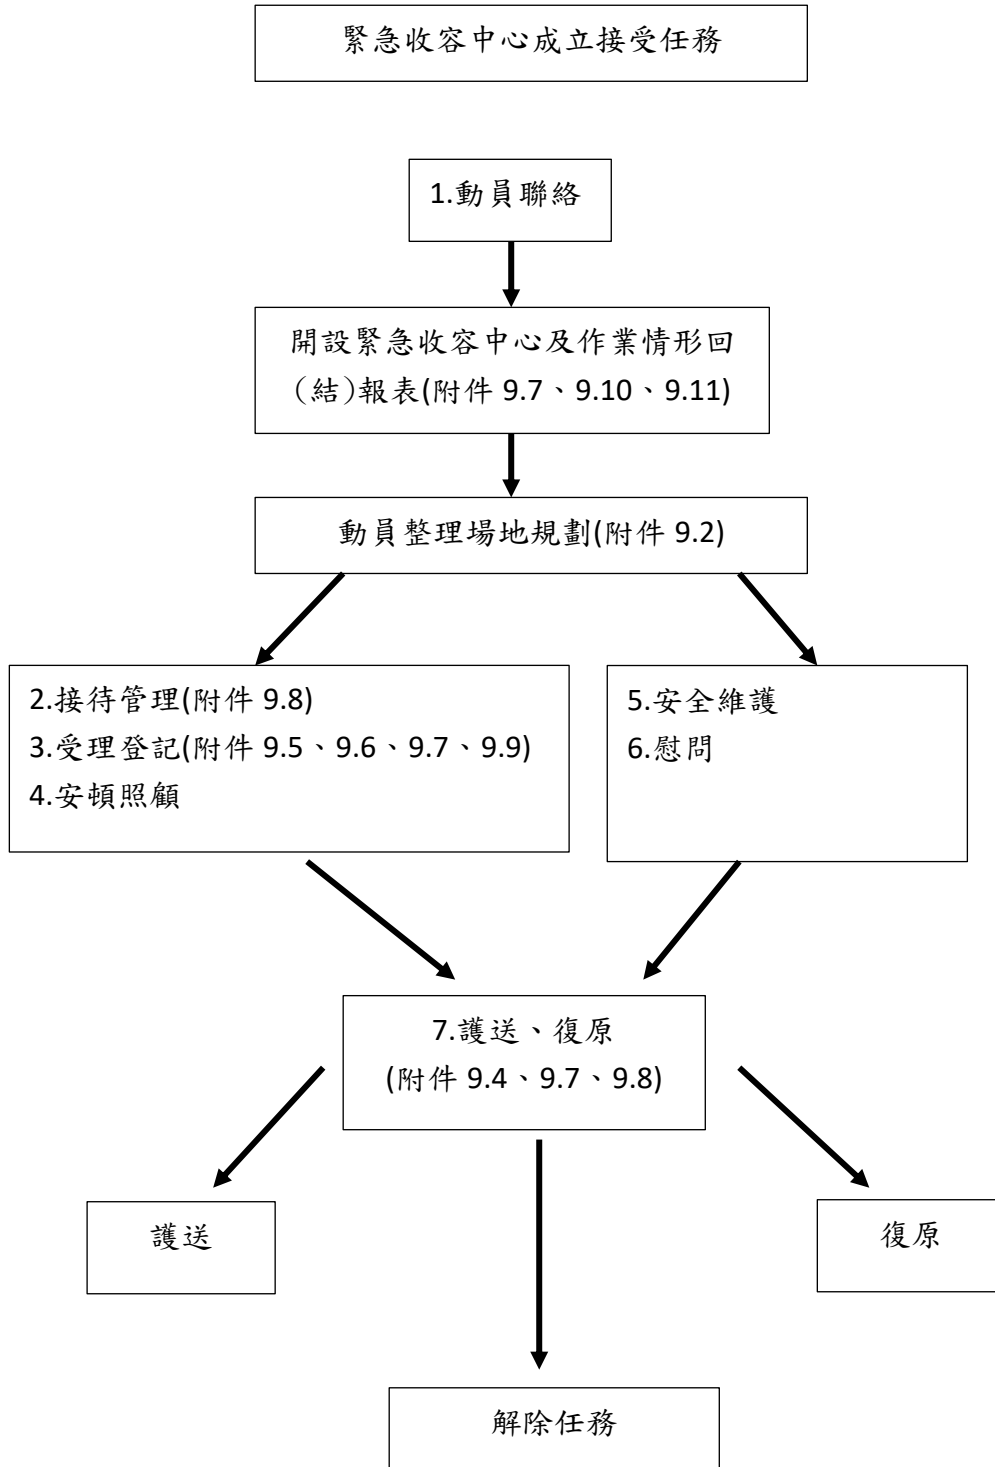 緊急收容中心成立接受任務
1.動員聯絡
開設緊急收容中心及作業情形回
(結)報表(附件 9.7、9.10、9.11)
動員整理場地規劃(附件 9.2)
2.接待管理(附件 9.8)
3.受理登記(附件 9.5、9.6、9.7、9.9)
4.安頓照顧
5.安全維護
6.慰問
7.護送、復原
(附件 9.4、9.7、9.8)
護送
復原
解除任務